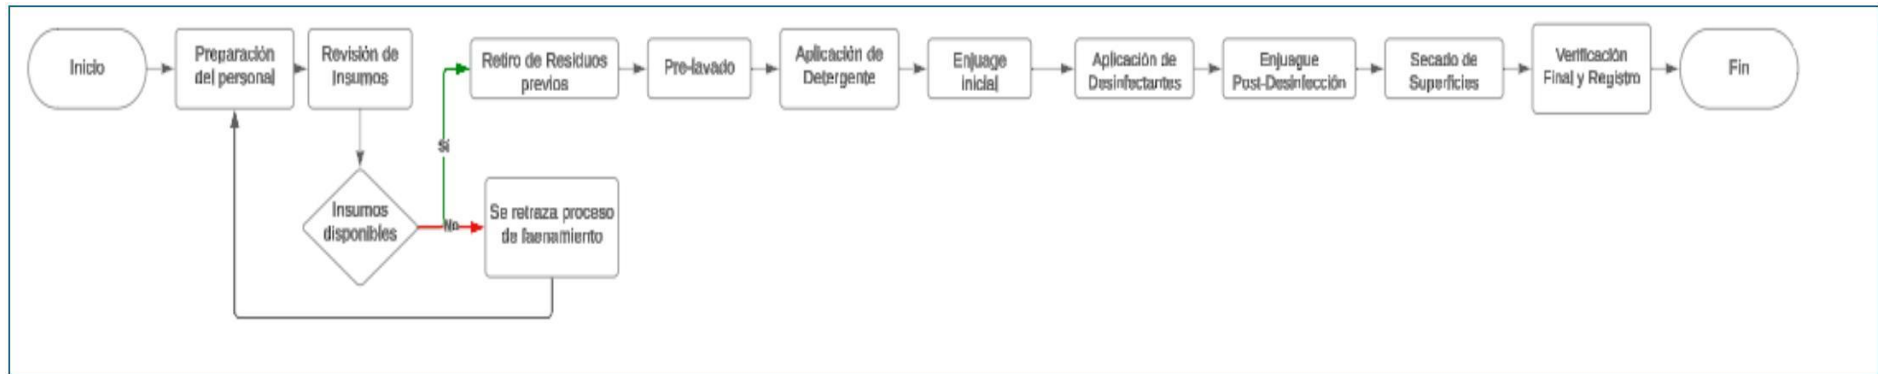 Inicio
Preparación
del personal
Revisión de
Insumos
Retiro de Residuos
previos
Pre-lavado
Aplicación de
Detergente
Enjuage
inicial
Aplicación de
Desinfectantes
Enjuague
Post-Desinfección
Secado de
Superficies
Verificación
Final y Registro
Fin
Sí
Insumos
disponibles
No
Se retraza proceso
de faenamiento